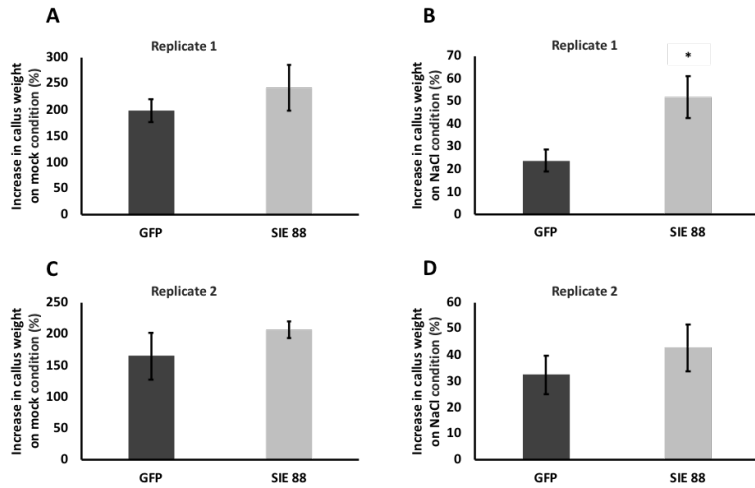 A
Replicate 1
Increase in callus weight
on mock condition (%)
300
250
200
150
100
50
0
GFP
SIE 88
B
Replicate 1
Increase in callus weight
on NaCl condition (%)
70
60
50
40
30
20
10
0
*
GFP
SIE 88
C
Replicate 2
Increase in callus weight
on mock condition (%)
250
200
150
100
50
0
GFP
SIE 88
D
Replicate 2
Increase in callus weight
on NaCl condition (%)
60
50
40
30
20
10
0
GFP
SIE 88